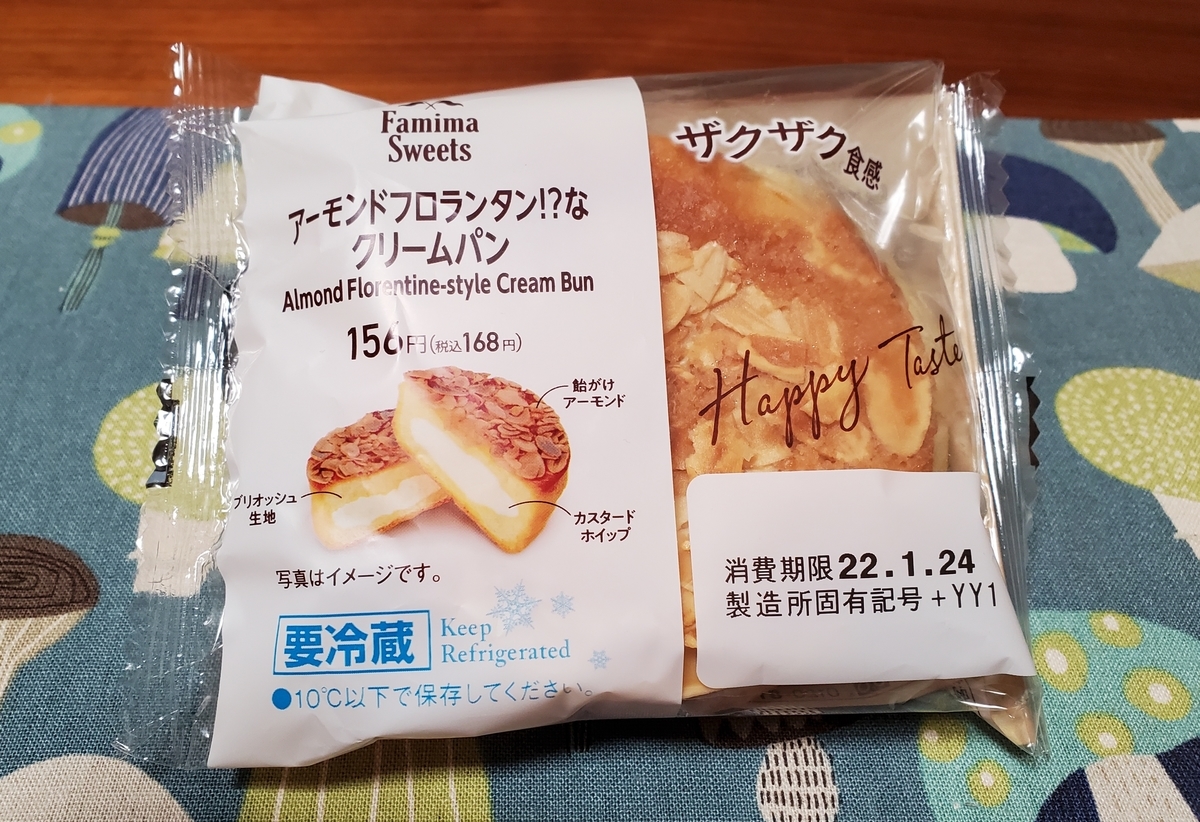 Famima
Sweets
アーモンドフロランタン!?な
クリームパン
Almond Florentine-style Cream Bun
156円(税込168円)
飴がけ
アーモンド
ブリオッシュ
生地
カスタード
ホイップ
写真はイメージです。
要冷蔵
Keep
Refrigerated
●10℃以下で保存してください。
ザクザク食感
Happy Taste
消費期限22.1.24
製造所固有記号+YY1